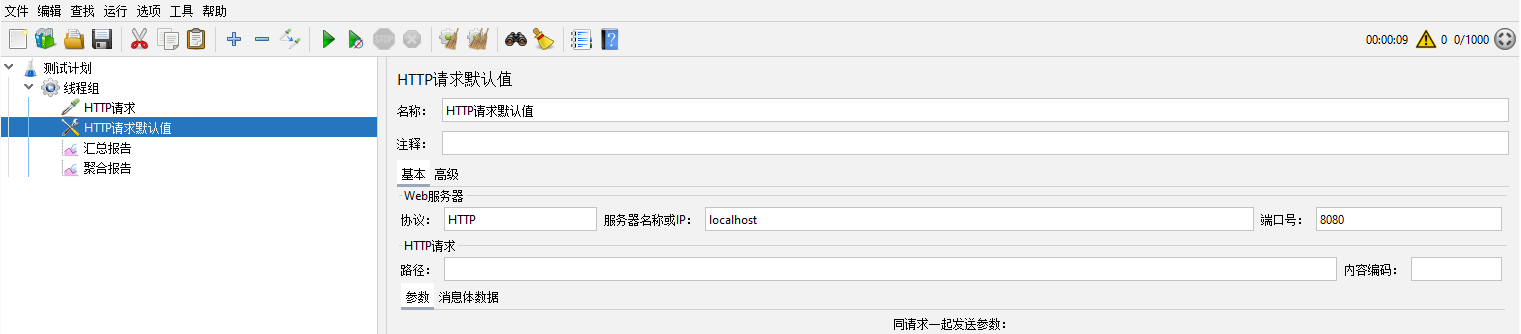 文件 编辑 查找 运行 选项 工具 帮助
STOP
00:00:09 0 0/1000
测试计划
线程组
HTTP请求
HTTP请求默认值
汇总报告
聚合报告
HTTP请求默认值
名称： HTTP请求默认值
注释：
基本 高级
Web服务器
协议： HTTP 服务器名称或IP： localhost 端口号： 8080
HTTP请求
路径： 内容编码：
参数 消息体数据
同请求一起发送参数：